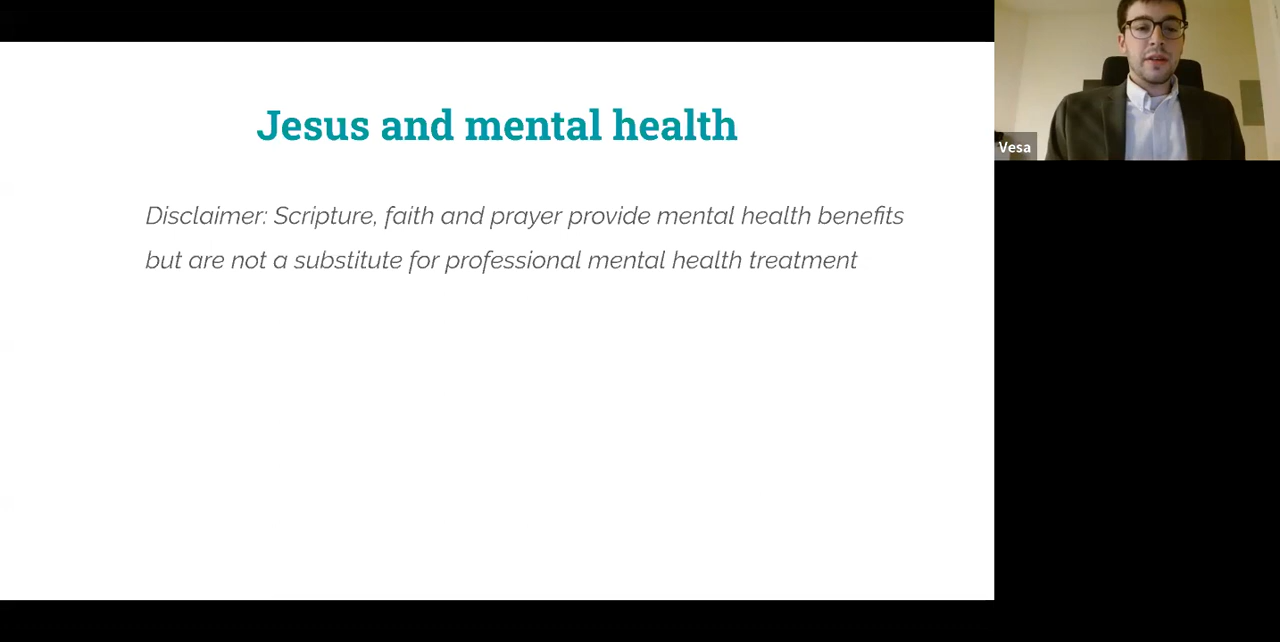 Jesus and mental health
Disclaimer: Scripture, faith and prayer provide mental health benefits
but are not a substitute for professional mental health treatment
Vesa